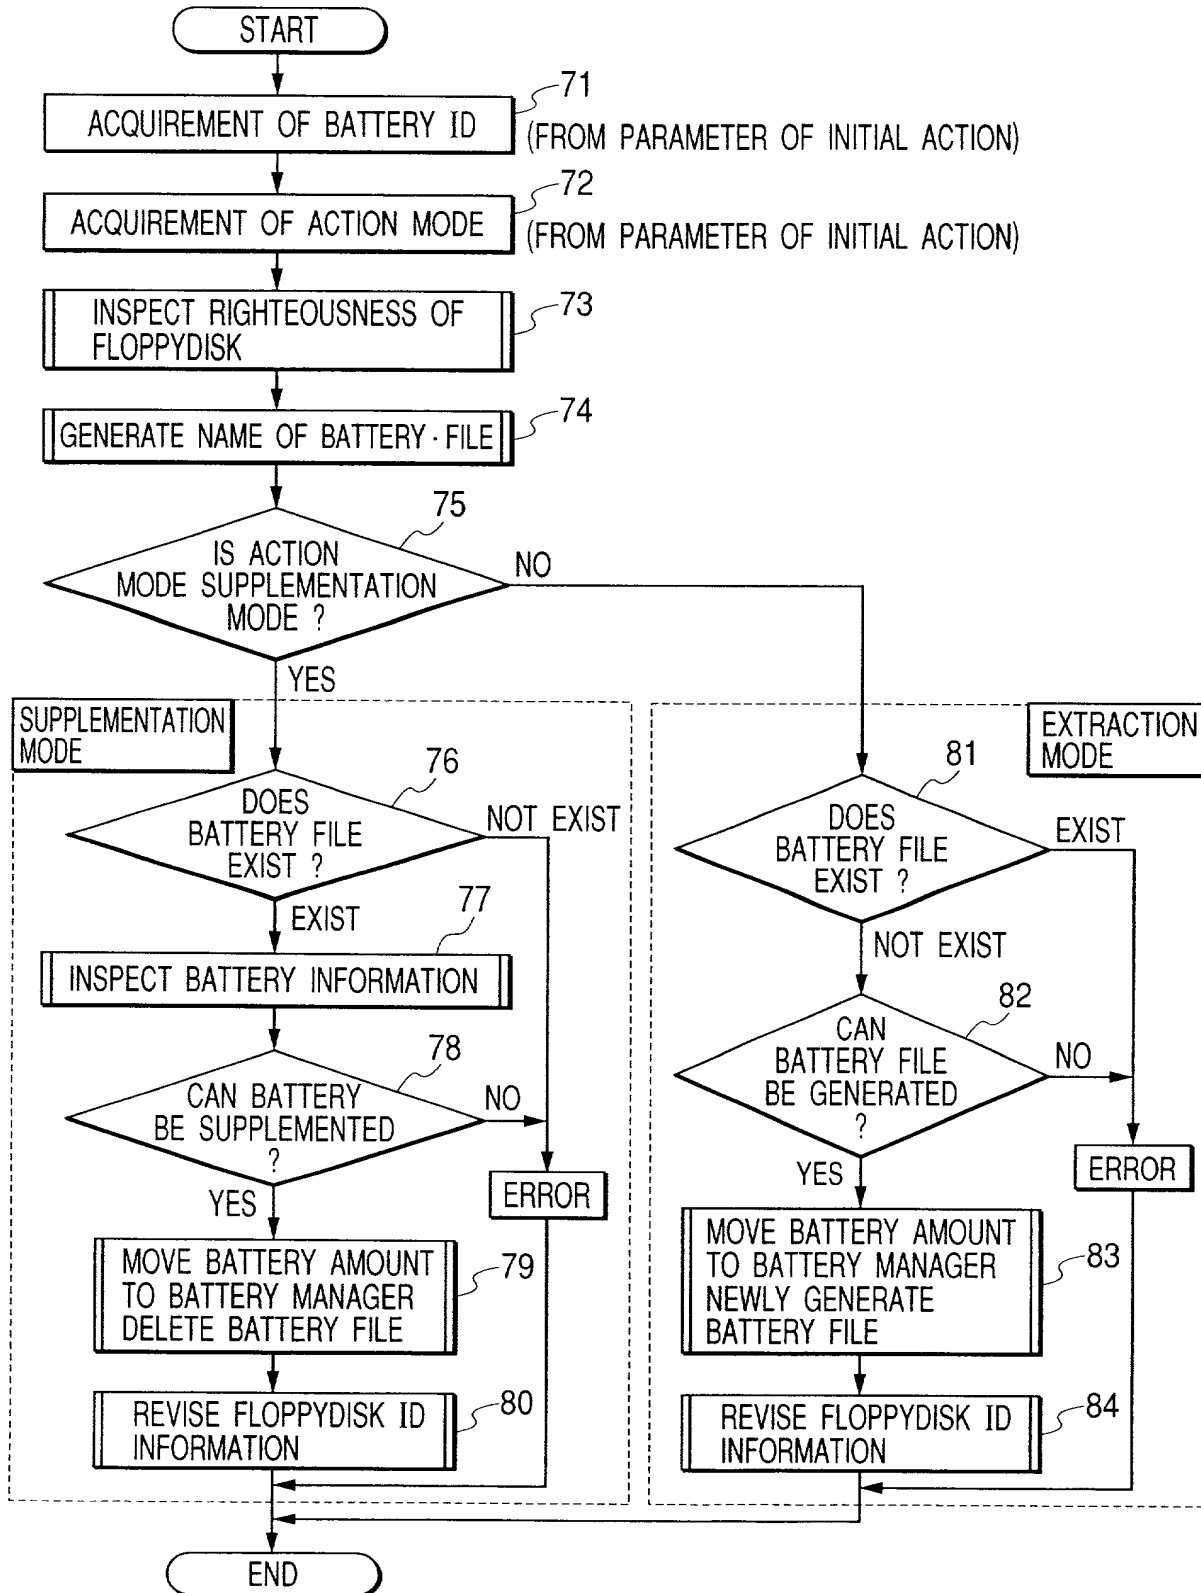 START
71
ACQUIREMENT OF BATTERY ID
(FROM PARAMETER OF INITIAL ACTION)
72
ACQUIREMENT OF ACTION MODE
(FROM PARAMETER OF INITIAL ACTION)
73
INSPECT RIGHTEOUSNESS OF
FLOPPYDISK
74
GENERATE NAME OF BATTERY · FILE
75
IS ACTION
MODE SUPPLEMENTATION
MODE ?
NO
YES
SUPPLEMENTATION
MODE
76
DOES
BATTERY FILE
EXIST ?
NOT EXIST
EXIST
77
INSPECT BATTERY INFORMATION
78
CAN BATTERY
BE SUPPLEMENTED
?
NO
YES
ERROR
MOVE BATTERY AMOUNT
TO BATTERY MANAGER
DELETE BATTERY FILE
79
REVISE FLOPPYDISK ID
INFORMATION
80
EXTRACTION
MODE
81
DOES
BATTERY FILE
EXIST ?
EXIST
NOT EXIST
82
CAN
BATTERY FILE
BE GENERATED
?
NO
YES
ERROR
MOVE BATTERY AMOUNT
TO BATTERY MANAGER
NEWLY GENERATE
BATTERY FILE
83
REVISE FLOPPYDISK ID
INFORMATION
84
END